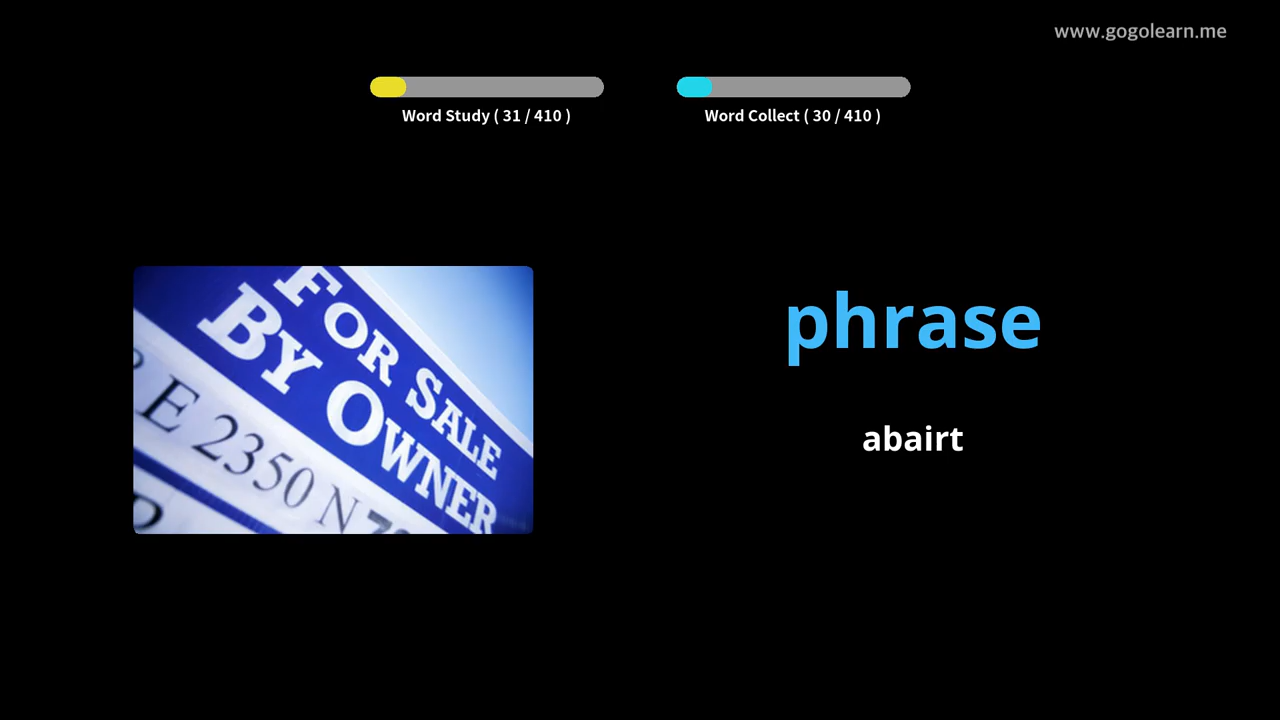 www.gogolearn.me
Word Study ( 31 / 410 )
Word Collect ( 30 / 410 )
FOR SALE
BY OWNER
E 2350 N
phrase
abairt